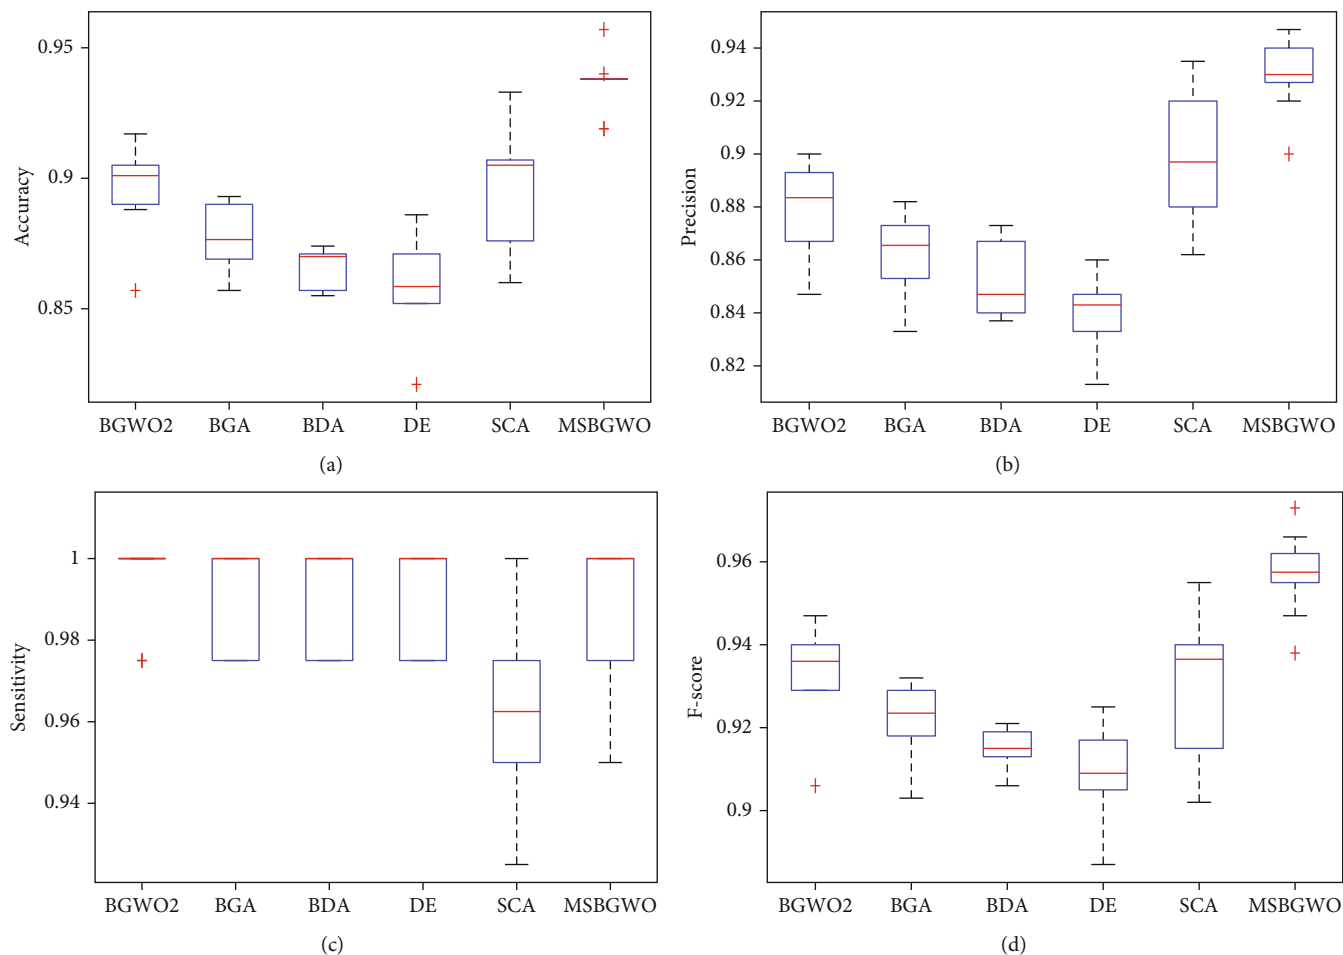 0.95
0.9
0.85
Accuracy
BGWO2 BGA BDA DE SCA MSBGWO
(a)
0.94
0.92
0.9
0.88
0.86
0.84
0.82
Precision
BGWO2 BGA BDA DE SCA MSBGWO
(b)
1
0.98
0.96
0.94
Sensitivity
BGWO2 BGA BDA DE SCA MSBGWO
(c)
0.96
0.94
0.92
0.9
F-score
BGWO2 BGA BDA DE SCA MSBGWO
(d)